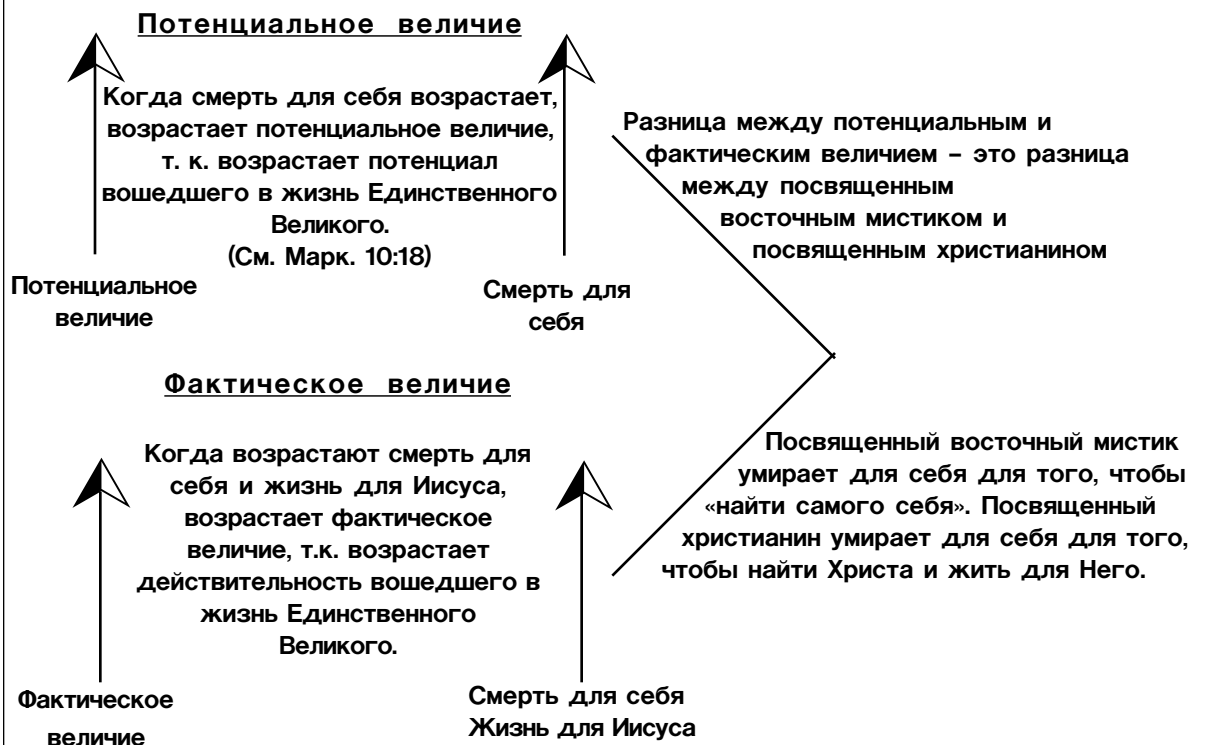 Потенциальное величие
Когда смерть для себя возрастает,
возрастает потенциальное величие,
т. к. возрастает потенциал
вошедшего в жизнь Единственного
Великого.
(См. Марк. 10:18)
Потенциальное
величие
Смерть для
себя
Разница между потенциальным и
фактическим величием – это разница
между посвященным
восточным мистиком и
посвященным христианином
Фактическое величие
Когда возрастают смерть для
себя и жизнь для Иисуса,
возрастает фактическое
величие, т.к. возрастает
действительность вошедшего в
жизнь Единственного
Великого.
Фактическое
величие
Смерть для себя
Жизнь для Иисуса
Посвященный восточный мистик
умирает для себя для того, чтобы
«найти самого себя». Посвященный
христианин умирает для себя для того,
чтобы найти Христа и жить для Него.